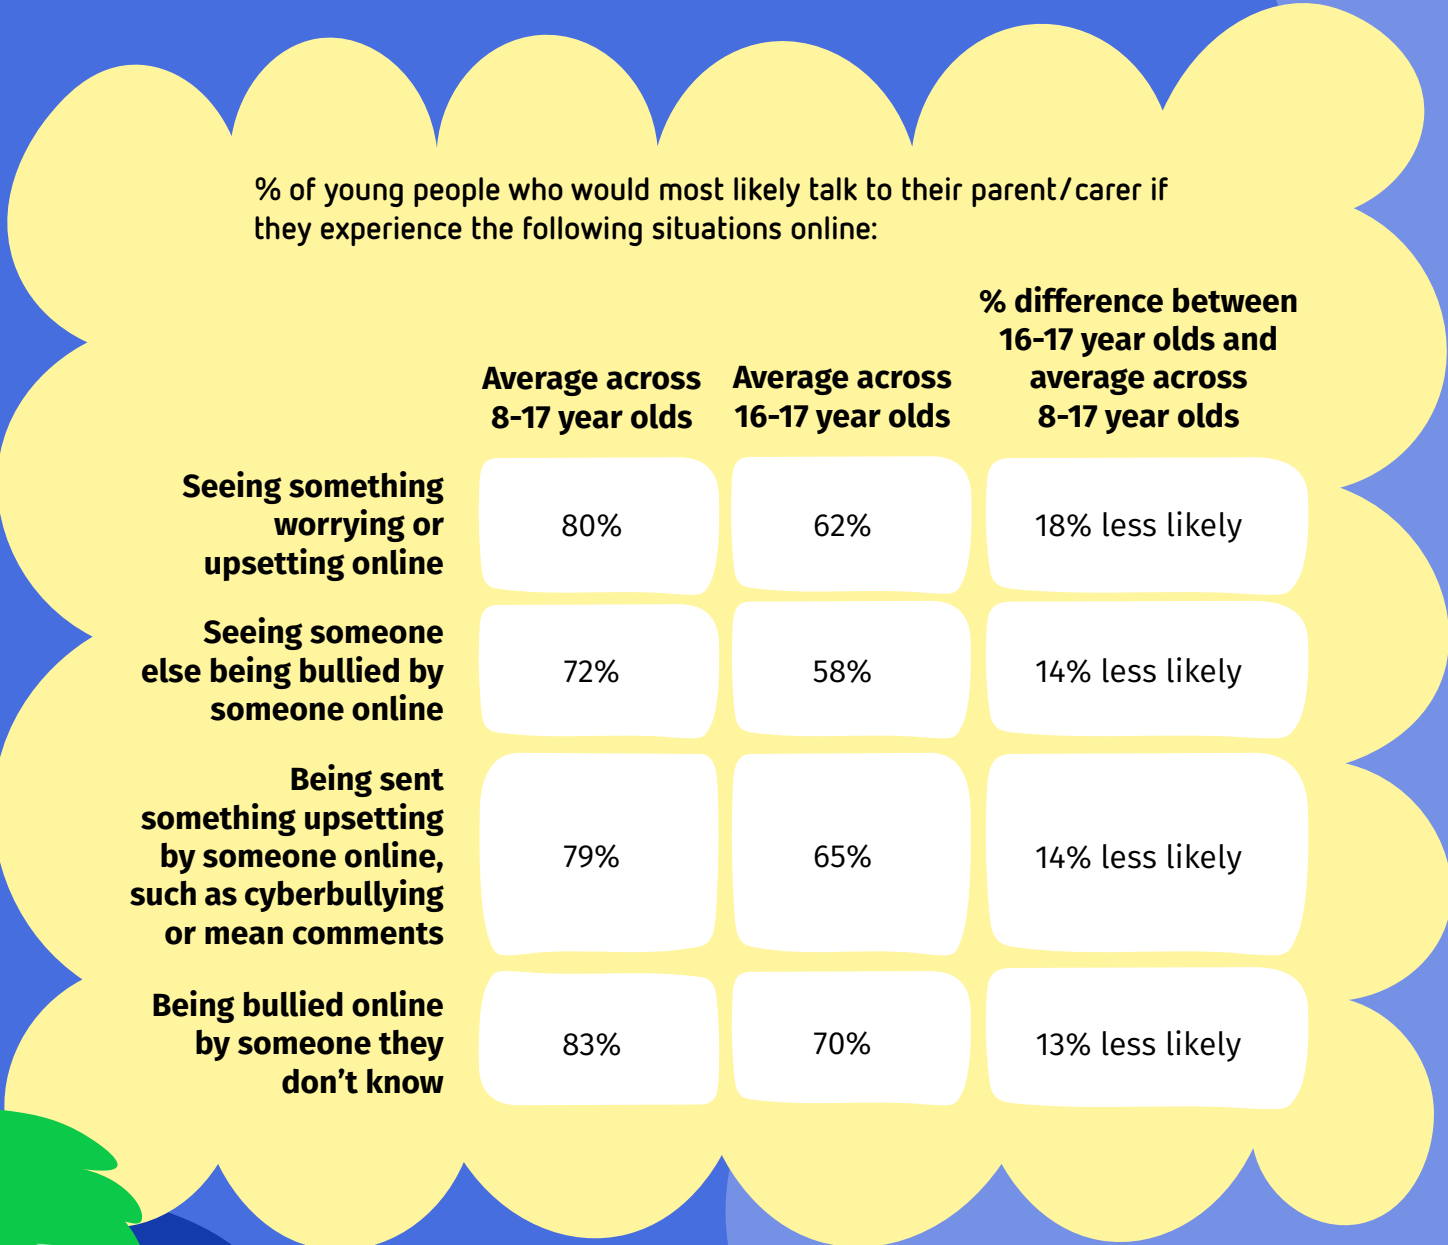 % of young people who would most likely talk to their parent/carer if
they experience the following situations online:
% difference between
16-17 year olds and
average across
8-17 year olds
Average across
8-17 year olds
Average across
16-17 year olds
Seeing something
worrying or
upsetting online
80%
62%
18% less likely
Seeing someone
else being bullied by
someone online
72%
58%
14% less likely
Being sent
something upsetting
by someone online,
such as cyberbullying
or mean comments
79%
65%
14% less likely
Being bullied online
by someone they
don't know
83%
70%
13% less likely